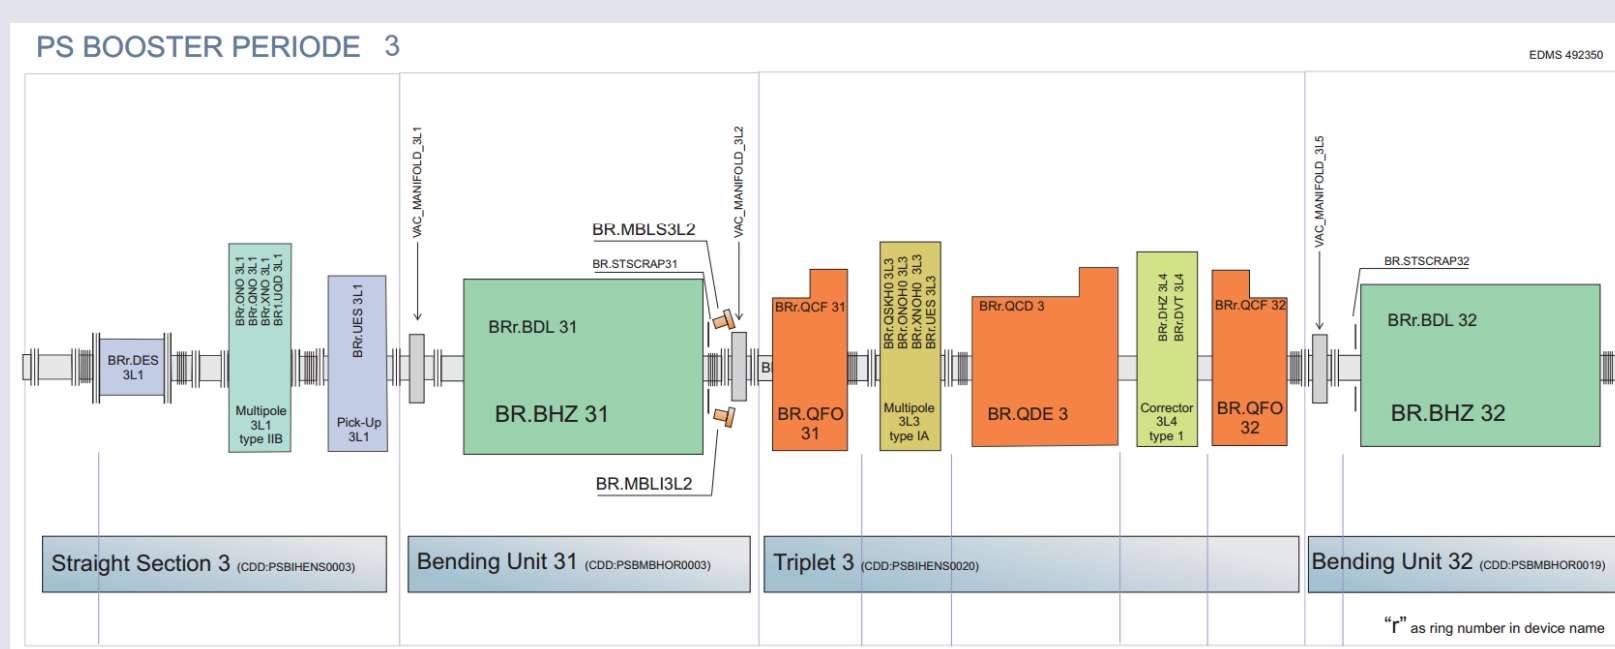 PS BOOSTER PERIODE 3
EDMS 492350
VAC_MANIFOLD_3L1
VAC_MANIFOLD_3L2
VAC_MANIFOLD_3L5
BRr.DES
3L1
BRr.ONO 3L1
BRr.QNO 3L1
BRr.XNO 3L1
BR1.UQD 3L1
Multipole
3L1
type IIB
BRr.UES 3L1
Pick-Up
3L1
BRr.BDL 31
BR.BHZ 31
BR.MBLS3L2
BR.STSCRAP31
BR.MBLI3L2
BRr.QCF 31
BR.QFO
31
BRr.QSKH0 3L3
BRr.ONOH0 3L3
BRr.XNOH0 3L3
BRr.UES 3L3
Multipole
3L3
type IA
BRr.QCD 3
BR.QDE 3
BRr.DHZ 3L4
BRr.DVT 3L4
Corrector
3L4
type 1
BRr.QCF 32
BR.QFO
32
BR.STSCRAP32
BRr.BDL 32
BR.BHZ 32
Straight Section 3 (CDD:PSBIHENS0003)
Bending Unit 31 (CDD:PSBMBHOR0003)
Triplet 3 (CDD:PSBIHENS0020)
Bending Unit 32 (CDD:PSBMBHOR0019)
"r" as ring number in device name